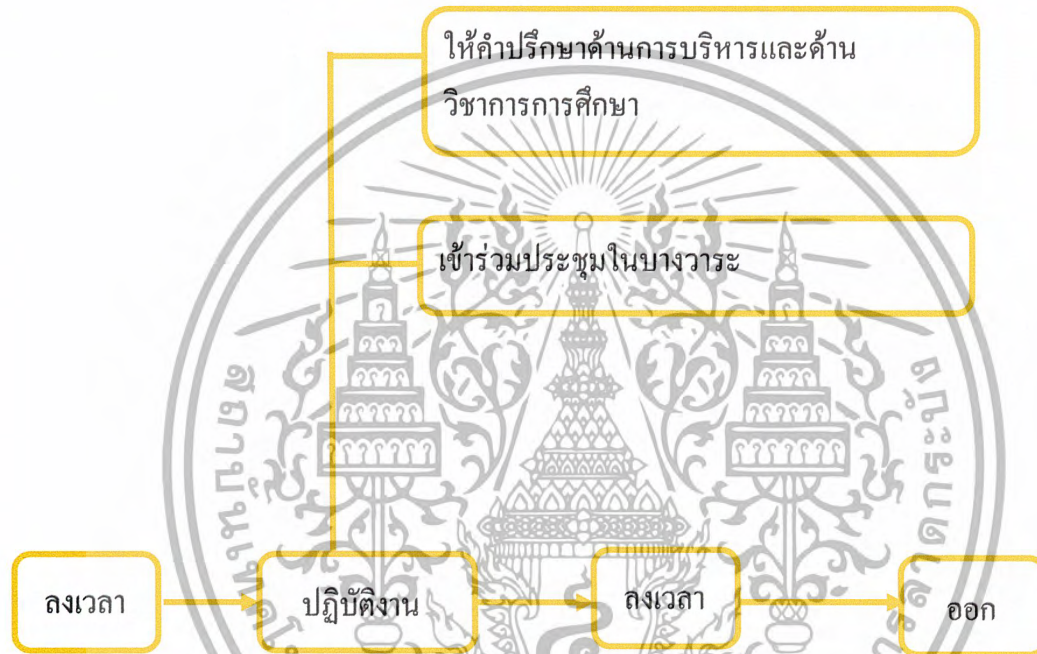 ให้คำปรึกษาด้านการบริหารและด้าน
วิชาการการศึกษา
เข้าร่วมประชุมในบางวาระ
ลงเวลา
ปฏิบัติงาน
ลงเวลา
ออก